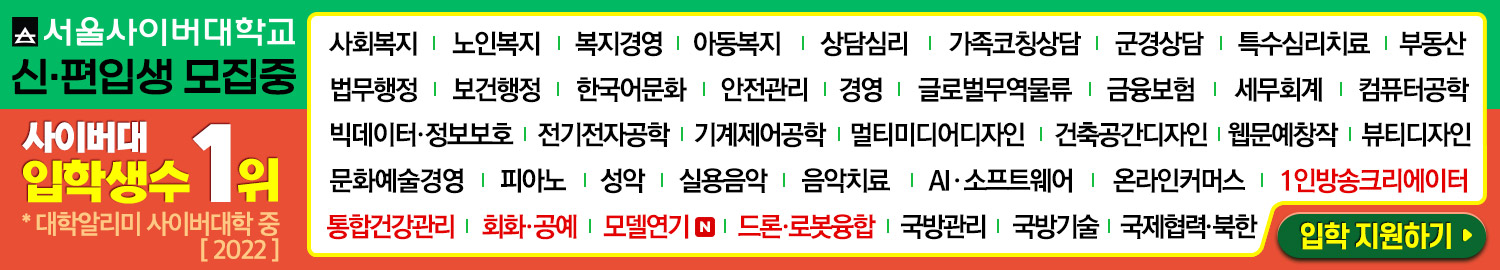 서울사이버대학교
신·편입생 모집중
사이버대
입학생수 1위
* 대학알리미 사이버대학 중
[ 2022 ]
사회복지 | 노인복지 | 복지경영 | 아동복지 | 상담심리 | 가족코칭상담 | 군경상담 | 특수심리치료 | 부동산
법무행정 | 보건행정 | 한국어문화 | 안전관리 | 경영 | 글로벌무역물류 | 금융보험 | 세무회계 | 컴퓨터공학
빅데이터·정보보호 | 전기전자공학 | 기계제어공학 | 멀티미디어디자인 | 건축공간디자인 | 웹문예창작 | 뷰티디자인
문화예술경영 | 피아노 | 성악 | 실용음악 | 음악치료 | AI·소프트웨어 | 온라인커머스 | 1인방송크리에이터
통합건강관리 | 회화·공예 | 모델연기 N | 드론·로봇융합 | 국방관리 | 국방기술 | 국제협력·북한
입학 지원하기